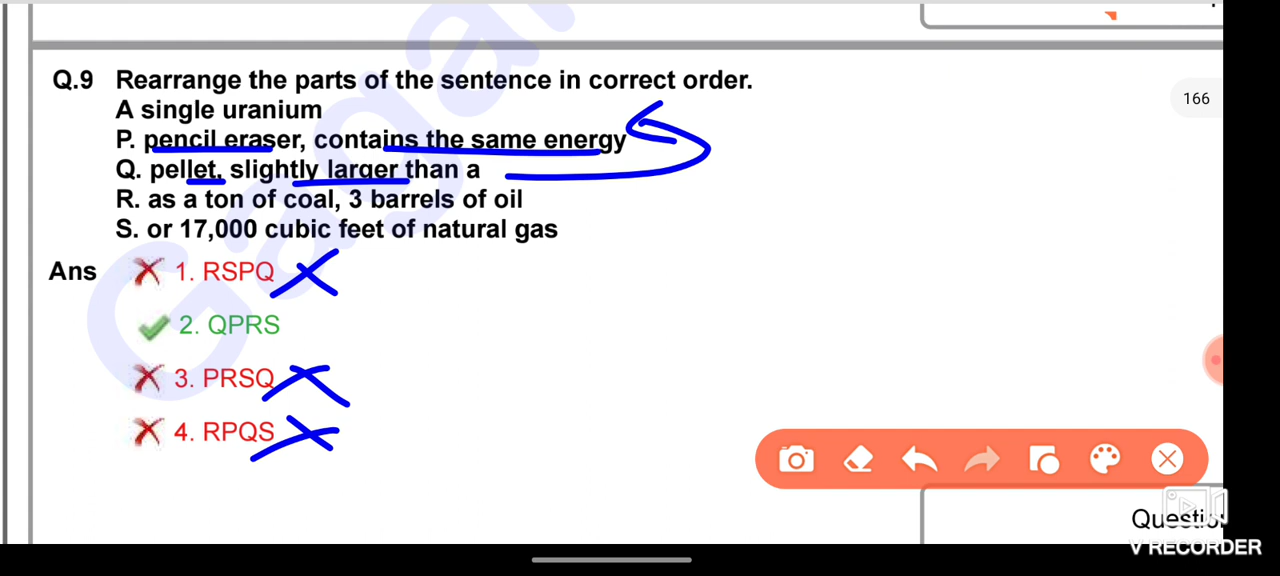 Q.9 Rearrange the parts of the sentence in correct order.
A single uranium
P. pencil eraser, contains the same energy
Q. pellet, slightly larger than a
R. as a ton of coal, 3 barrels of oil
S. or 17,000 cubic feet of natural gas
Ans 1. RSPQ
2. QPRS
3. PRSQ
4. RPQS
166
V RECORDER